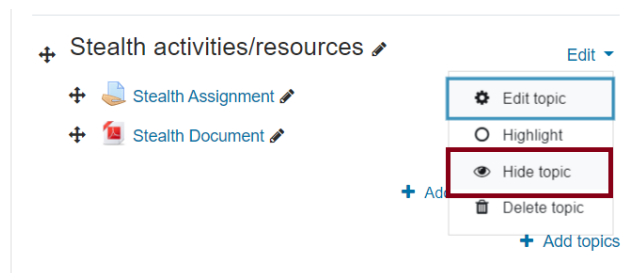 Stealth activities/resources
Edit
Stealth Assignment
Edit topic
Stealth Document
Highlight
Hide topic
Delete topic
Add topics